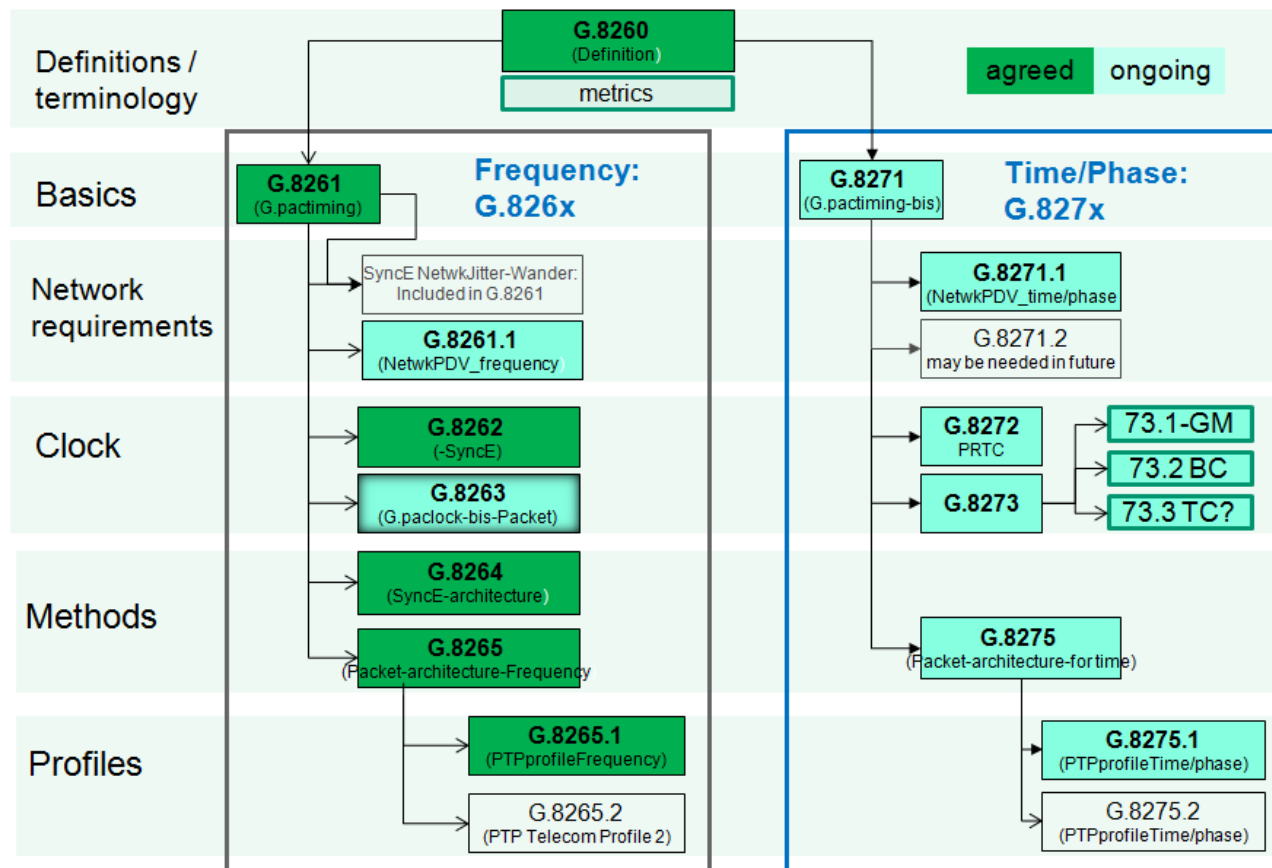 G.8260
(Definition)
metrics
Definitions /
terminology
agreed
ongoing
Basics
G.8261
(G.pactiming)
Frequency:
G.826x
G.8271
(G.pactiming-bis)
Time/Phase:
G.827x
Network
requirements
SyncE NetwkJitter-Wander:
Included in G.8261
G.8261.1
(NetwkPDV_frequency)
G.8271.1
(NetwkPDV_time/phase
G.8271.2
may be needed in future
Clock
G.8262
(-SyncE)
G.8263
(G.paclock-bis-Packet)
G.8272
PRTC
G.8273
73.1-GM
73.2 BC
73.3 TC?
Methods
G.8264
(SyncE-architecture)
G.8265
(Packet-architecture-Frequency
G.8275
(Packet-architecture-for time)
Profiles
G.8265.1
(PTPprofileFrequency)
G.8265.2
(PTP Telecom Profile 2)
G.8275.1
(PTPprofileTime/phase)
G.8275.2
(PTPprofileTime/phase)